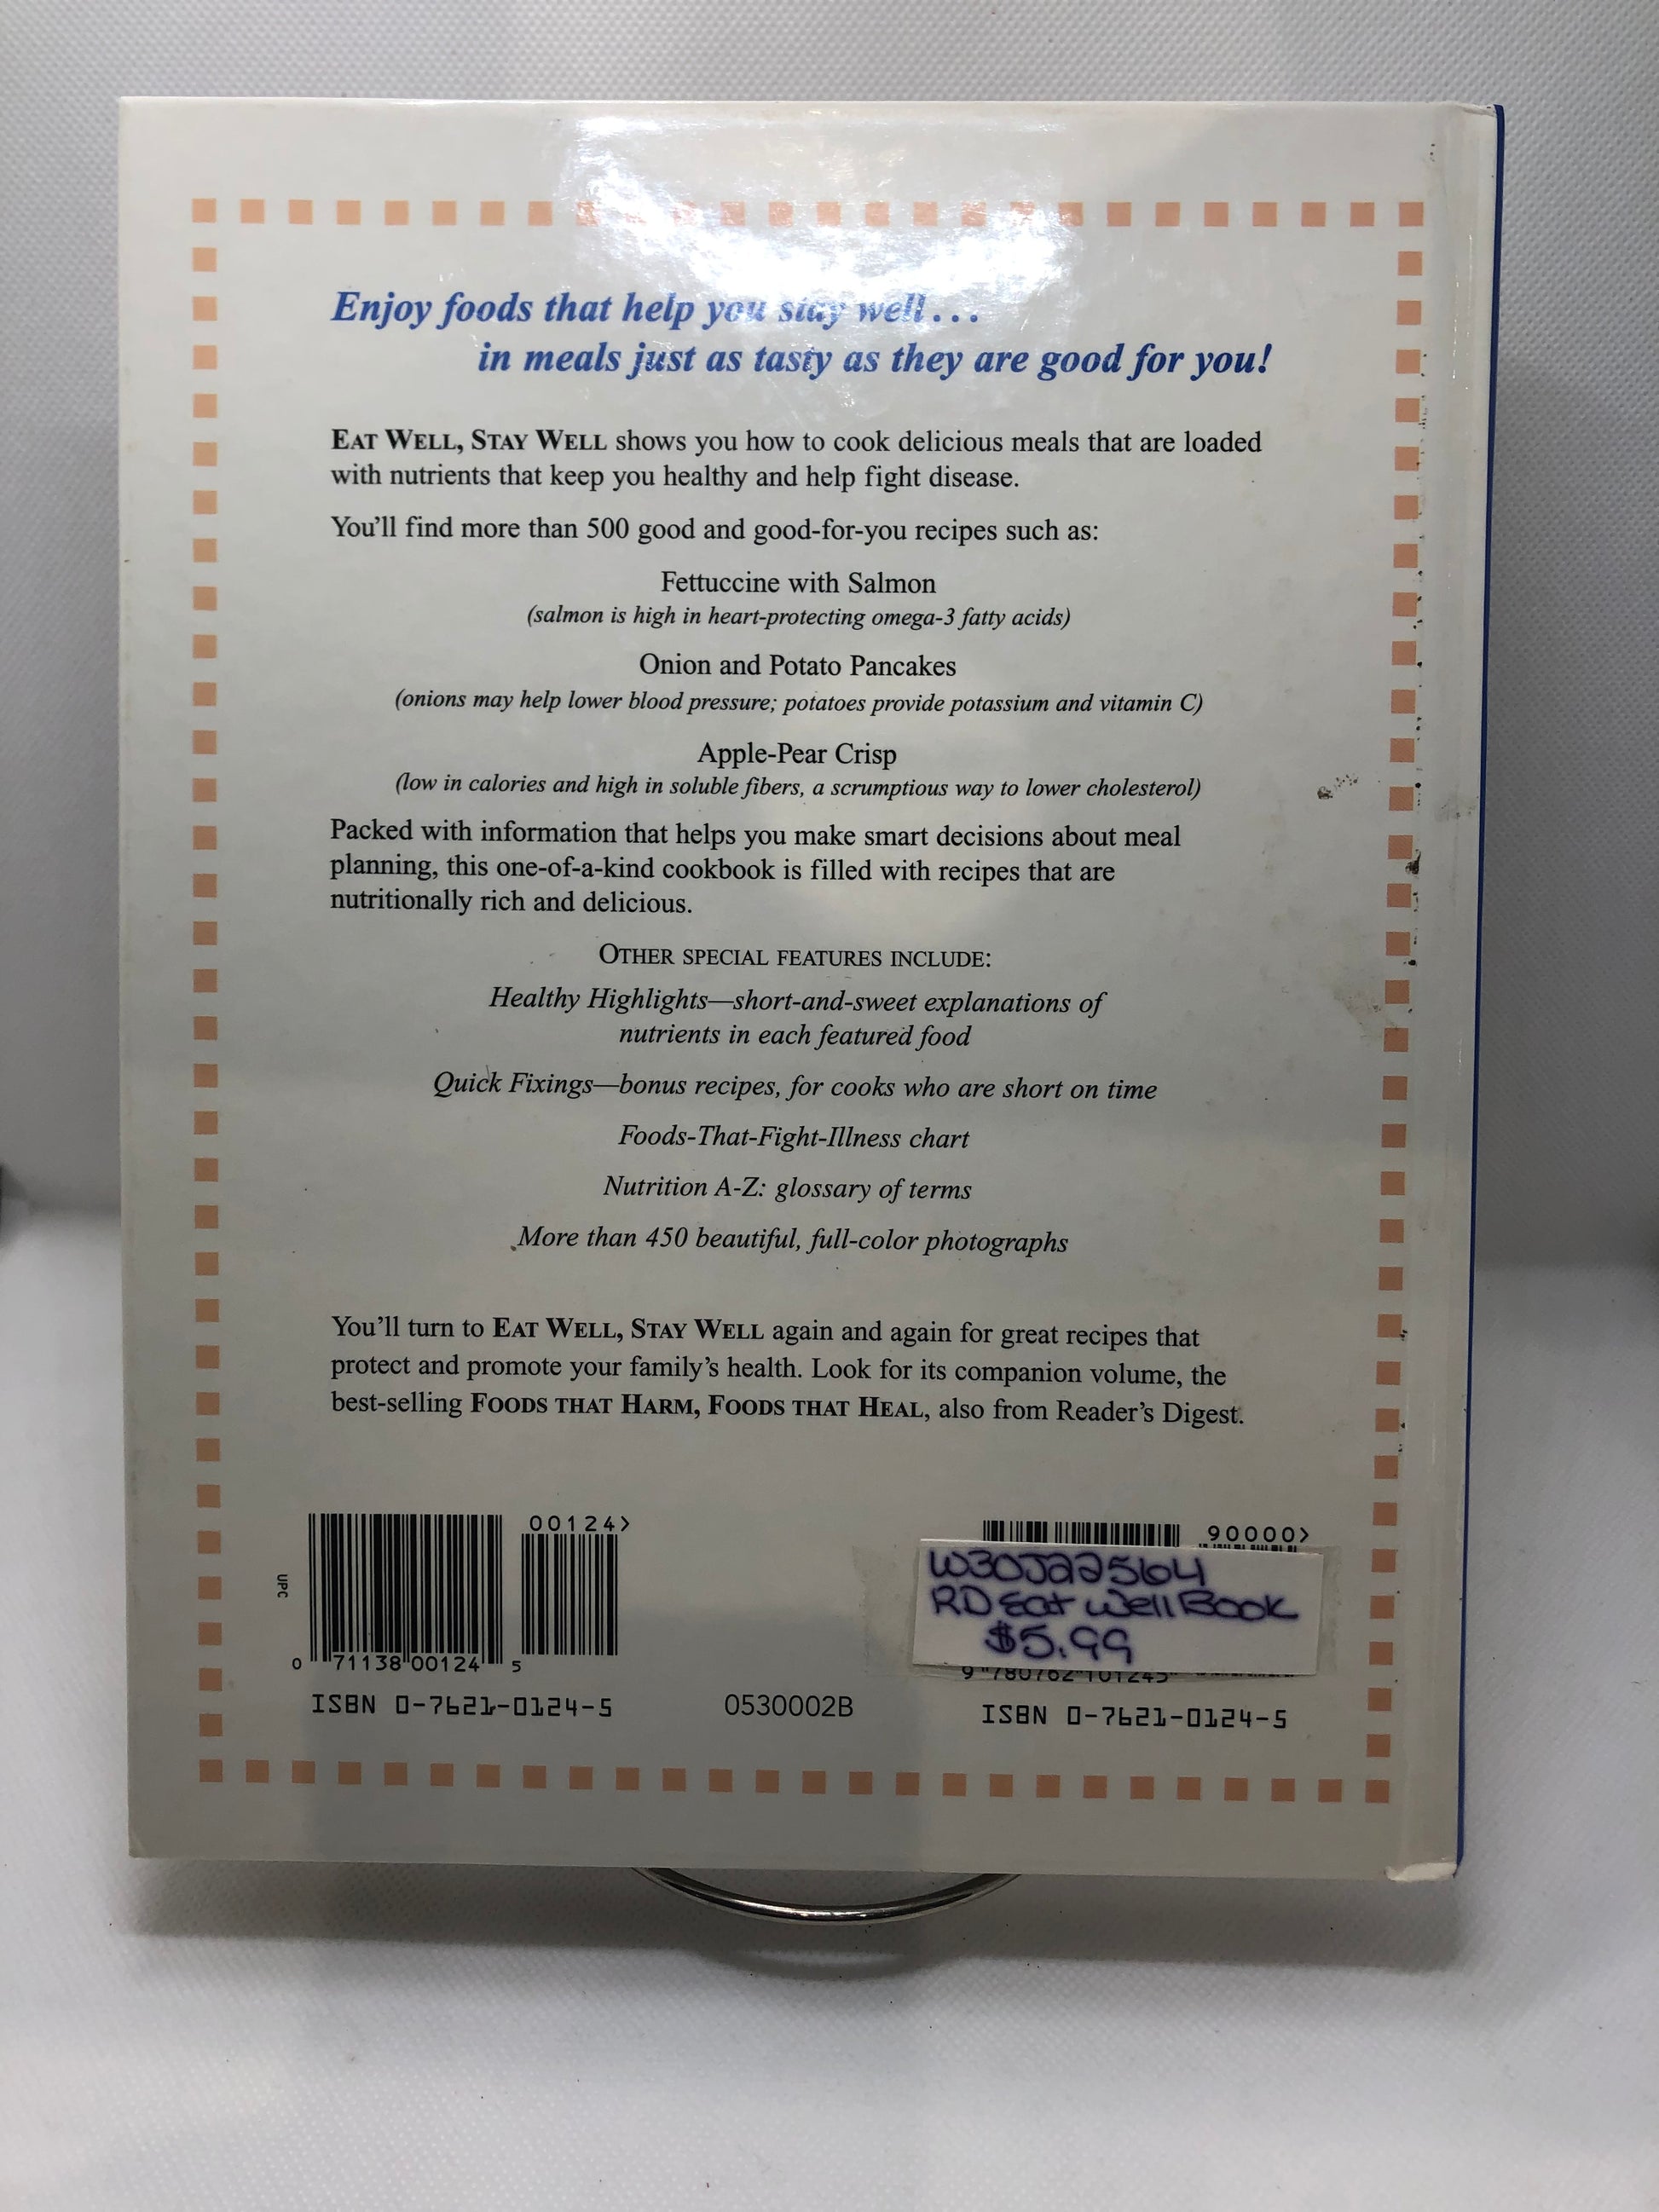 Enjoy foods that help you stay well...
in meals just as tasty as they are good for you!
EAT WELL, STAY WELL shows you how to cook delicious meals that are loaded
with nutrients that keep you healthy and help fight disease.
You'll find more than 500 good and good-for-you recipes such as:
Fettuccine with Salmon
(salmon is high in heart-protecting omega-3 fatty acids)
Onion and Potato Pancakes
(onions may help lower blood pressure; potatoes provide potassium and vitamin C)
Apple-Pear Crisp
(low in calories and high in soluble fibers, a scrumptious way to lower cholesterol)
Packed with information that helps you make smart decisions about meal
planning, this one-of-a-kind cookbook is filled with recipes that are
nutritionally rich and delicious.
OTHER SPECIAL FEATURES INCLUDE:
Healthy Highlights—short-and-sweet explanations of
nutrients in each featured food
Quick Fixings—bonus recipes, for cooks who are short on time
Foods-That-Fight-Illness chart
Nutrition A-Z: glossary of terms
More than 450 beautiful, full-color photographs
You'll turn to EAT WELL, STAY WELL again and again for great recipes that
protect and promote your family's health. Look for its companion volume, the
best-selling FOODS THAT HARM, FOODS THAT HEAL, also from Reader's Digest.
00124>
UPC
0 71138 00124 5
ISBN 0-7621-0124-5
0530002B
90000>
W30J22564
RD Eat Well Book
$5.99
9 780762 101245
ISBN 0-7621-0124-5